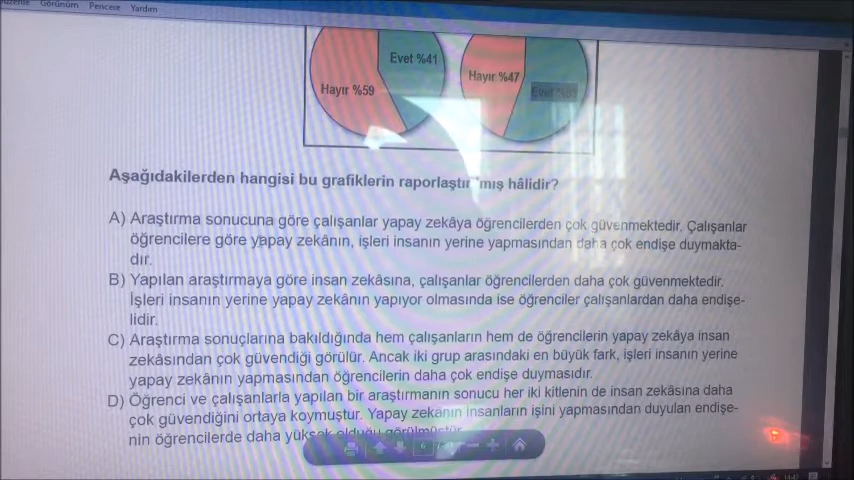 Görünüm Pencere Yardım
Evet %41
Hayır %59
Hayır %47
Aşağıdakilerden hangisi bu grafiklerin raporlaştırılmış hâlidir?
A) Araştırma sonucuna göre çalışanlar yapay zekâya öğrencilerden çok güvenmektedir. Çalışanlar
öğrencilere göre yapay zekânın, işleri insanın yerine yapmasından daha çok endişe duymakta-
dır.
B) Yapılan araştırmaya göre insan zekâsına, çalışanlar öğrencilerden daha çok güvenmektedir.
İşleri insanın yerine yapay zekânın yapıyor olmasında ise öğrenciler çalışanlardan daha endişe-
lidir.
C) Araştırma sonuçlarına bakıldığında hem çalışanların hem de öğrencilerin yapay zekâya insan
zekâsından çok güvendiği görülür. Ancak iki grup arasındaki en büyük fark, işleri insanın yerine
yapay zekânın yapmasından öğrencilerin daha çok endişe duymasıdır.
D) Öğrenci ve çalışanlarla yapılan bir araştırmanın sonucu her iki kitlenin de insan zekâsına daha
çok güvendiğini ortaya koymuştur. Yapay zekânın insanların işini yapmasından duyulan endişe-
nin öğrencilerde daha yüksek olduğu görülmüştür.